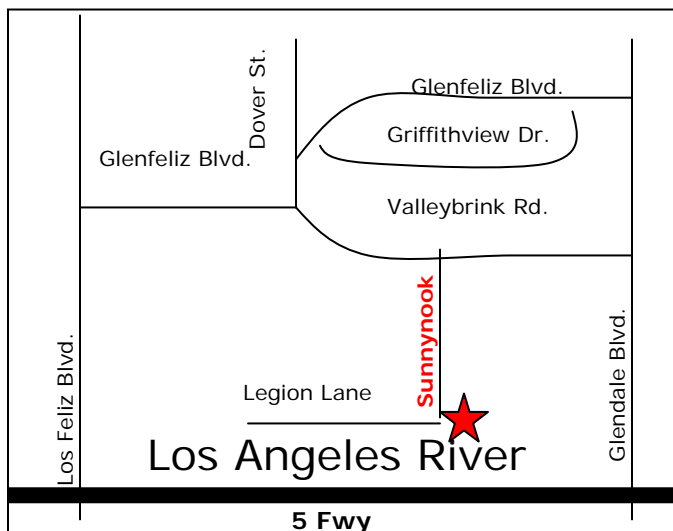 Glenfeliz Blvd.
Dover St.
Griffithview Dr.
Glenfeliz Blvd.
Valleybrink Rd.
Sunnynook
Los Feliz Blvd.
Glendale Blvd.
Legion Lane
Los Angeles River
5 Fwy